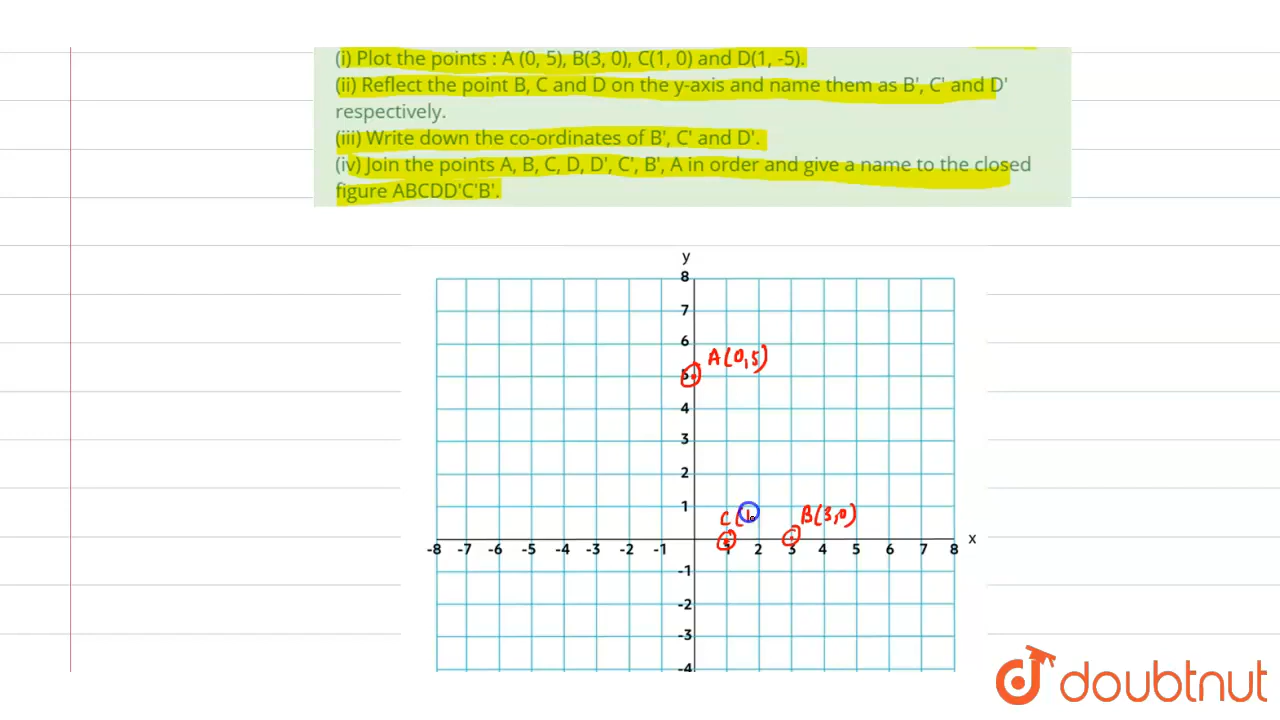 (i) Plot the points : A (0, 5), B(3, 0), C(1, 0) and D(1, -5).
(ii) Reflect the point B, C and D on the y-axis and name them as B', C' and D'
respectively.
(iii) Write down the co-ordinates of B', C' and D'.
(iv) Join the points A, B, C, D, D', C', B', A in order and give a name to the closed
figure ABCDD'C'B'.
y
8
7
6
A(0,5)
5
4
3
2
1
C(1
B(3,0)
-8 -7 -6 -5 -4 -3 -2 -1 1 2 3 4 5 6 7 8 x
-1
-2
-3
-4
doubtnut